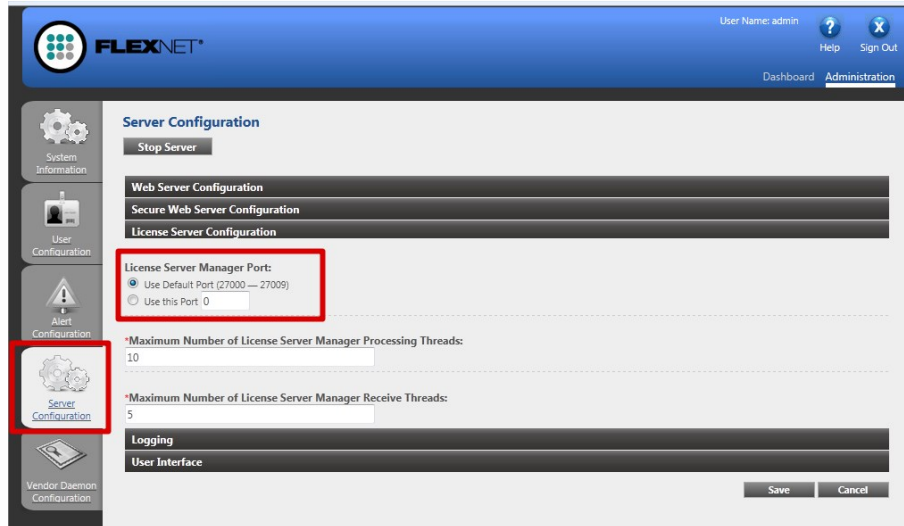 User Name: admin
?
X
FLEXNET
Help
Sign Out
Dashboard
Administration
System
Information
User
Configuration
Alert
Configuration
Server
Configuration
Vendor Daemon
Configuration
Server Configuration
Stop Server
Web Server Configuration
Secure Web Server Configuration
License Server Configuration
License Server Manager Port:
Use Default Port (27000 — 27009)
Use this Port 0
*Maximum Number of License Server Manager Processing Threads:
10
*Maximum Number of License Server Manager Receive Threads:
5
Logging
User Interface
Save
Cancel